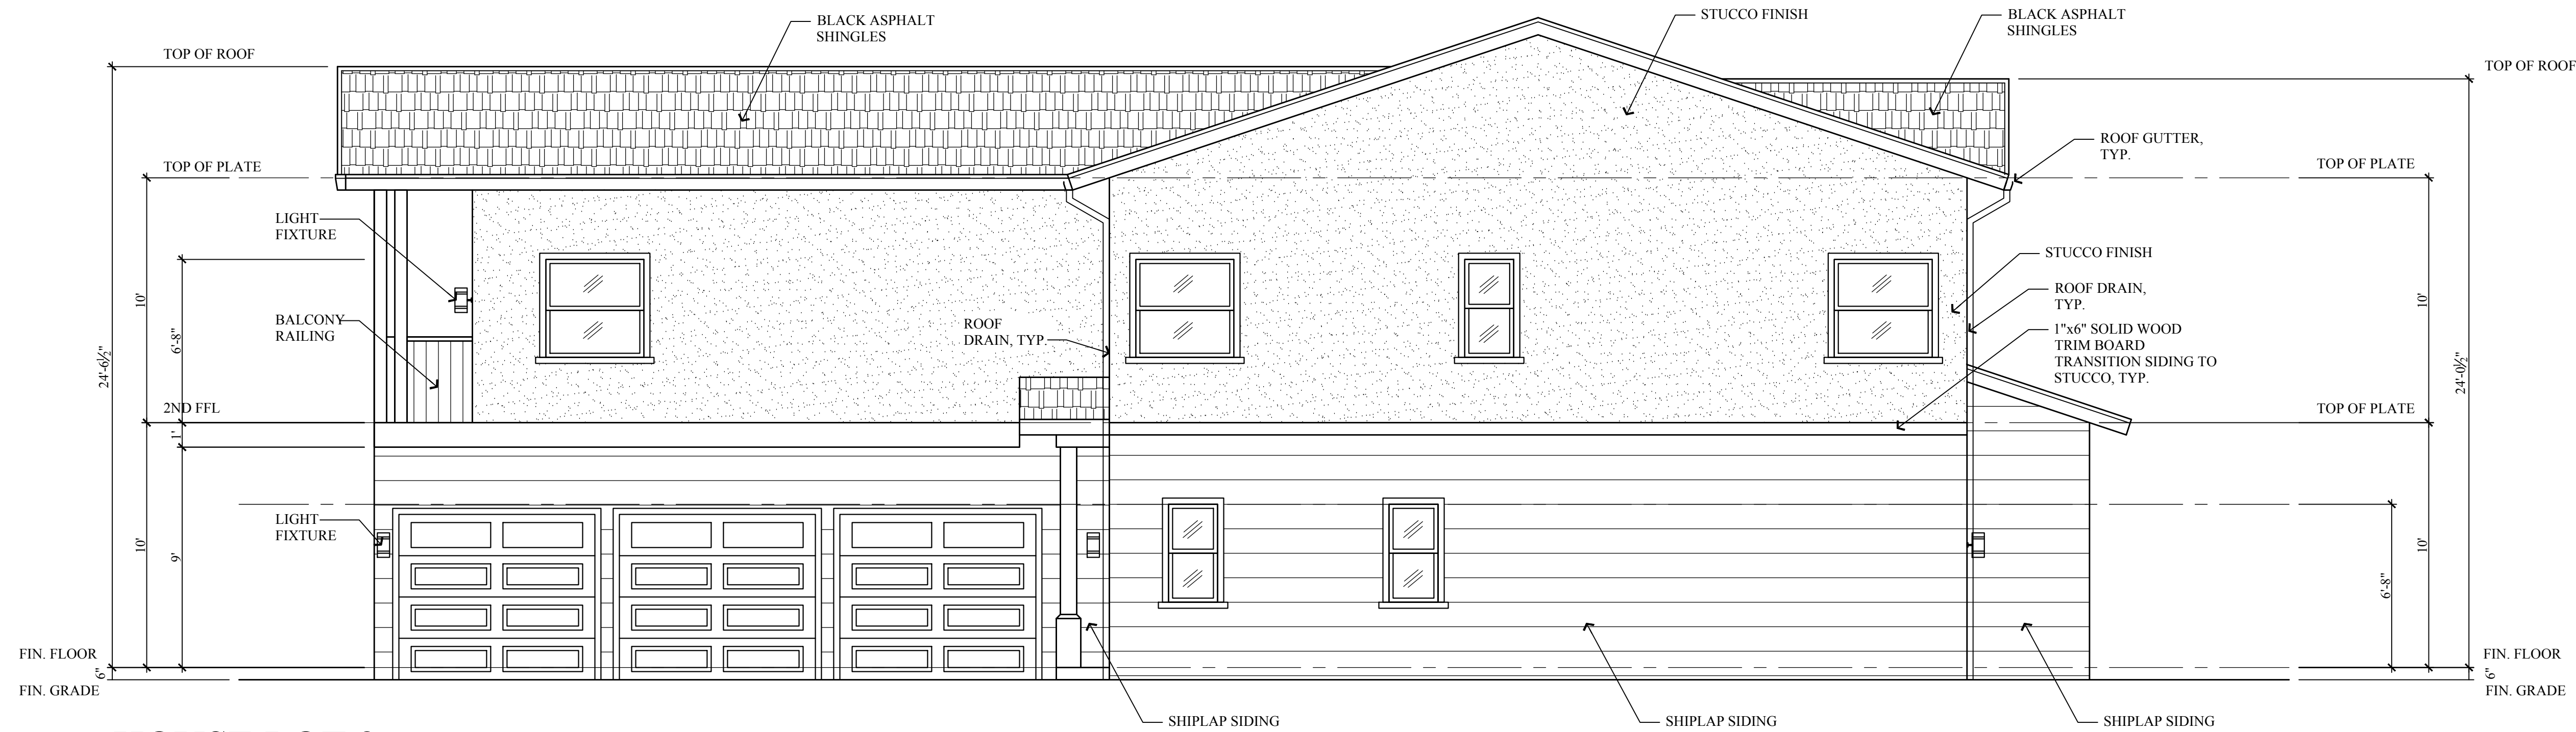 BLACK ASPHALT
SHINGLES
STUCCO FINISH
BLACK ASPHALT
SHINGLES
TOP OF ROOF
TOP OF ROOF
ROOF GUTTER,
TYP.
TOP OF PLATE
TOP OF PLATE
LIGHT
FIXTURE
STUCCO FINISH
ROOF DRAIN,
TYP.
10'
6'-8"
24'-6½"
BALCONY
RAILING
ROOF
DRAIN, TYP.
1"x6" SOLID WOOD
TRIM BOARD
TRANSITION SIDING TO
STUCCO, TYP.
10'
24'-0½"
2ND FFL
TOP OF PLATE
1'
10'
9'
LIGHT
FIXTURE
10'
6'-8"
FIN. FLOOR
6"
FIN. GRADE
FIN. FLOOR
6"
FIN. GRADE
SHIPLAP SIDING
SHIPLAP SIDING
SHIPLAP SIDING